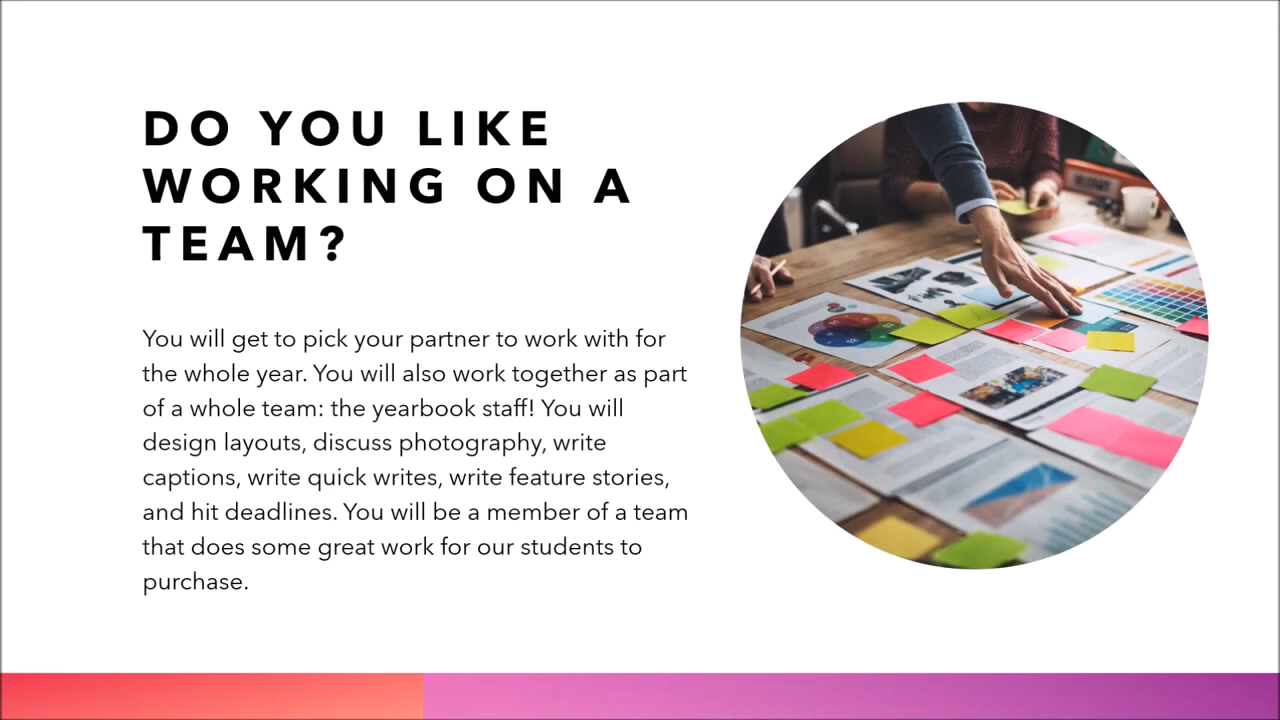 DO YOU LIKE
WORKING ON A
TEAM?
You will get to pick your partner to work with for
the whole year. You will also work together as part
of a whole team: the yearbook staff! You will
design layouts, discuss photography, write
captions, write quick writes, write feature stories,
and hit deadlines. You will be a member of a team
that does some great work for our students to
purchase.